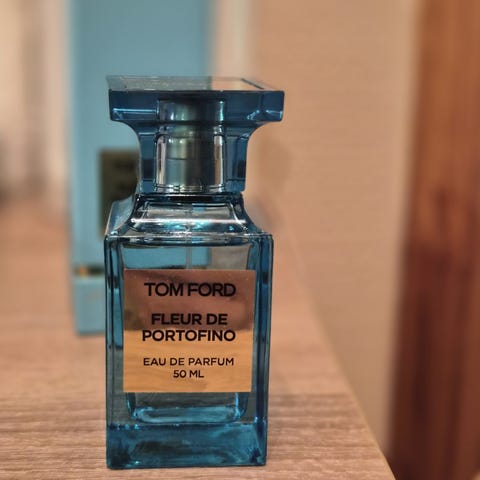 TOM FORD
FLEUR DE
PORTOFINO
EAU DE PARFUM
50 ML